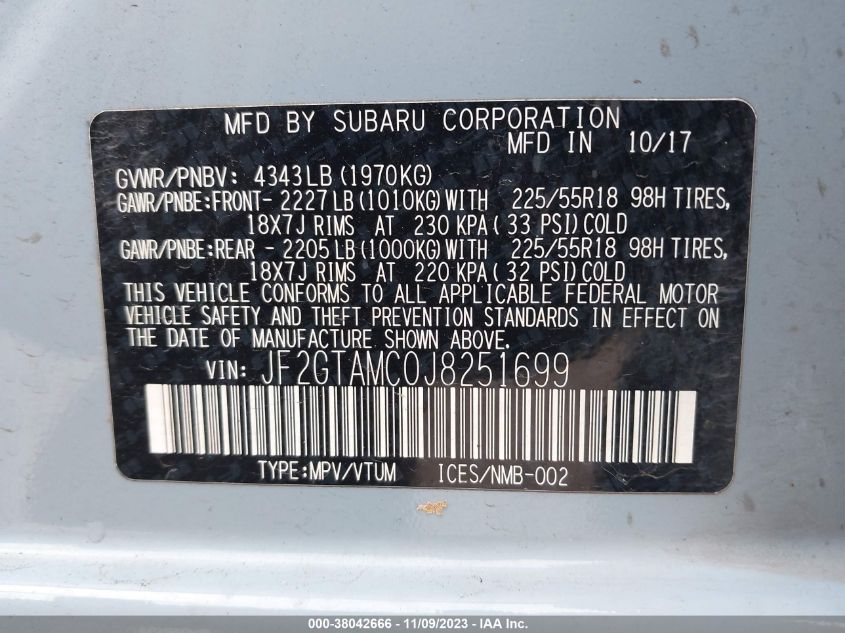 MFD BY SUBARU CORPORATION
MFD IN 10/17
GVWR/PNBV: 4343LB (1970KG)
GAWR/PNBE:FRONT- 2227 LB (1010KG) WITH 225/55R18 98H TIRES,
18X7J RIMS AT 230 KPA ( 33 PSI) COLD
GAWR/PNBE:REAR - 2205 LB (1000KG) WITH 225/55R18 98H TIRES,
18X7J RIMS AT 220 KPA ( 32 PSI) COLD
THIS VEHICLE CONFORMS TO ALL APPLICABLE FEDERAL MOTOR
VEHICLE SAFETY AND THEFT PREVENTION STANDARDS IN EFFECT ON
THE DATE OF MANUFACTURE SHOWN ABOVE.
VIN: JF2GTAMC0J8251699
TYPE:MPV/VTUM ICES/NMB-002
000-38042666 - 11/09/2023 - IAA Inc.